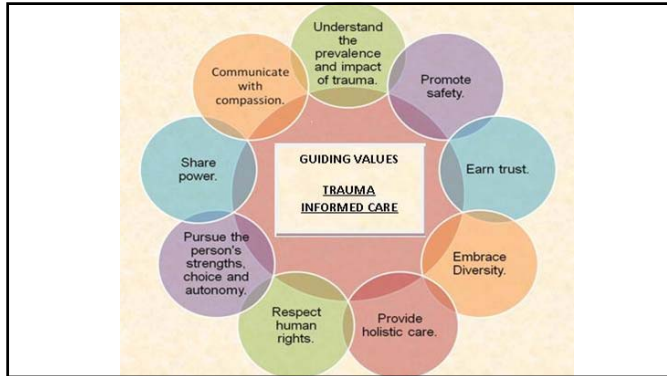 Understand
the
prevalence
and impact
of trauma.
Promote
safety.
Earn trust.
Embrace
Diversity.
Provide
holistic care.
Respect
human
rights.
Pursue the
person's
strengths,
choice and
autonomy.
Share
power.
Communicate
with
compassion.
GUIDING VALUES
TRAUMA
INFORMED CARE